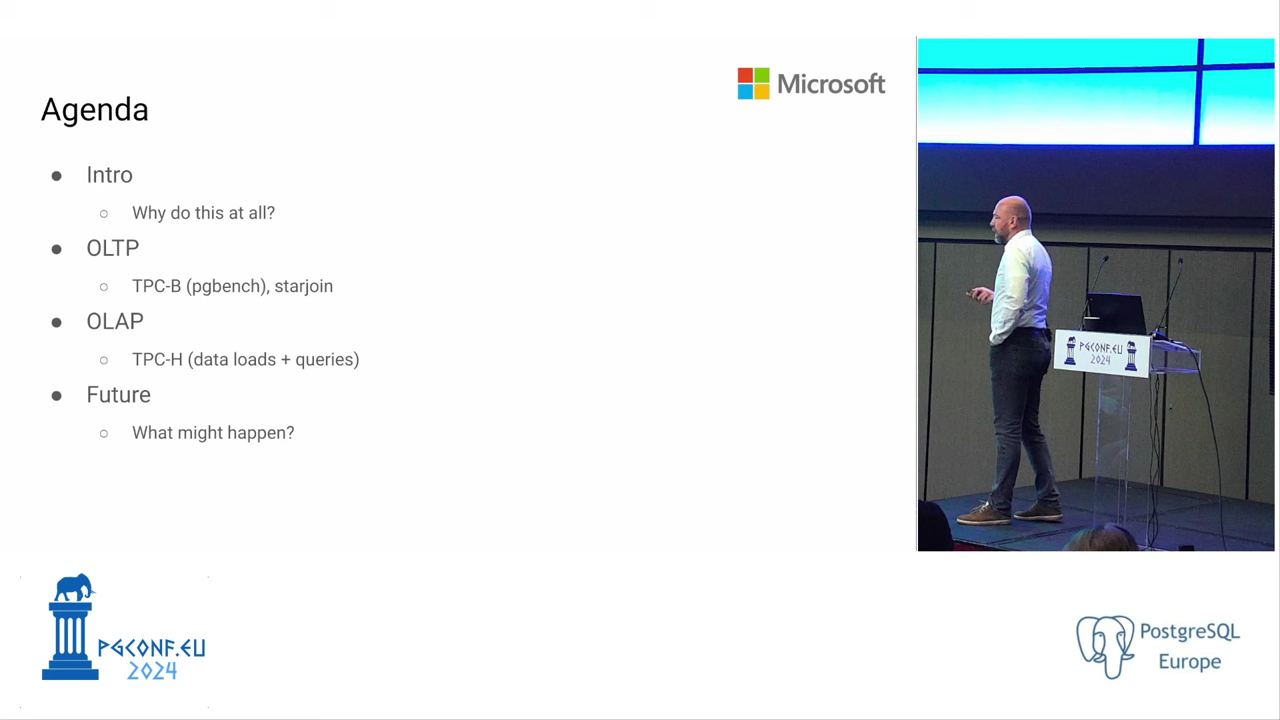 Microsoft
Agenda
● Intro
○ Why do this at all?
● OLTP
○ TPC-B (pgbench), starjoin
● OLAP
○ TPC-H (data loads + queries)
● Future
○ What might happen?
PGCONF.EU
2024
PGCONF.EU
2024
PostgreSQL
Europe